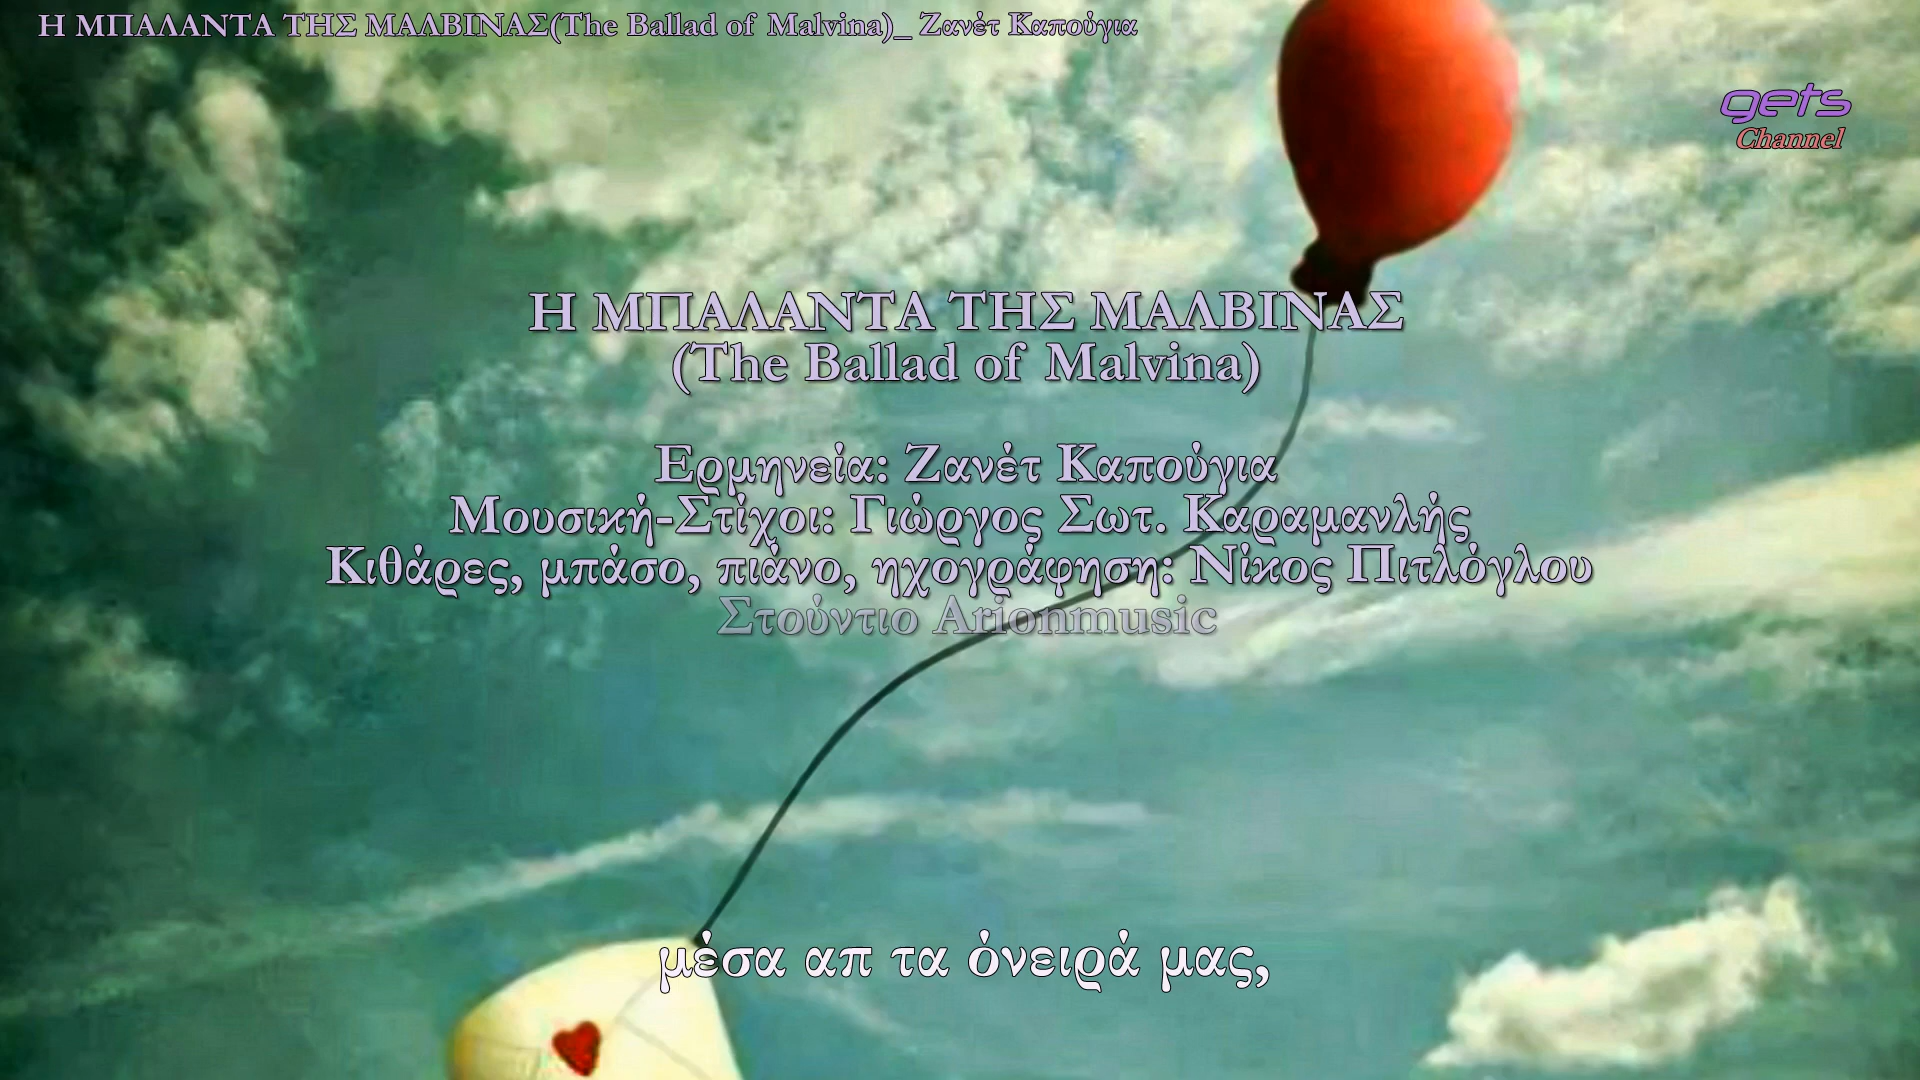 Η ΜΠΑΛΑΝΤΑ ΤΗΣ ΜΑΛΒΙΝΑΣ(The Ballad of Malvina)_ Ζανέτ Καπούγια
gets
Channel
Η ΜΠΑΛΑΝΤΑ ΤΗΣ ΜΑΛΒΙΝΑΣ
(The Ballad of Malvina)
Ερμηνεία: Ζανέτ Καπούγια
Μουσική-Στίχοι: Γιώργος Σωτ. Καραμανλής
Κιθάρες, μπάσο, πιάνο, ηχογράφηση: Νίκος Πιτλόγλου
Στούντιο Arionmusic
μέσα απ τα όνειρά μας,